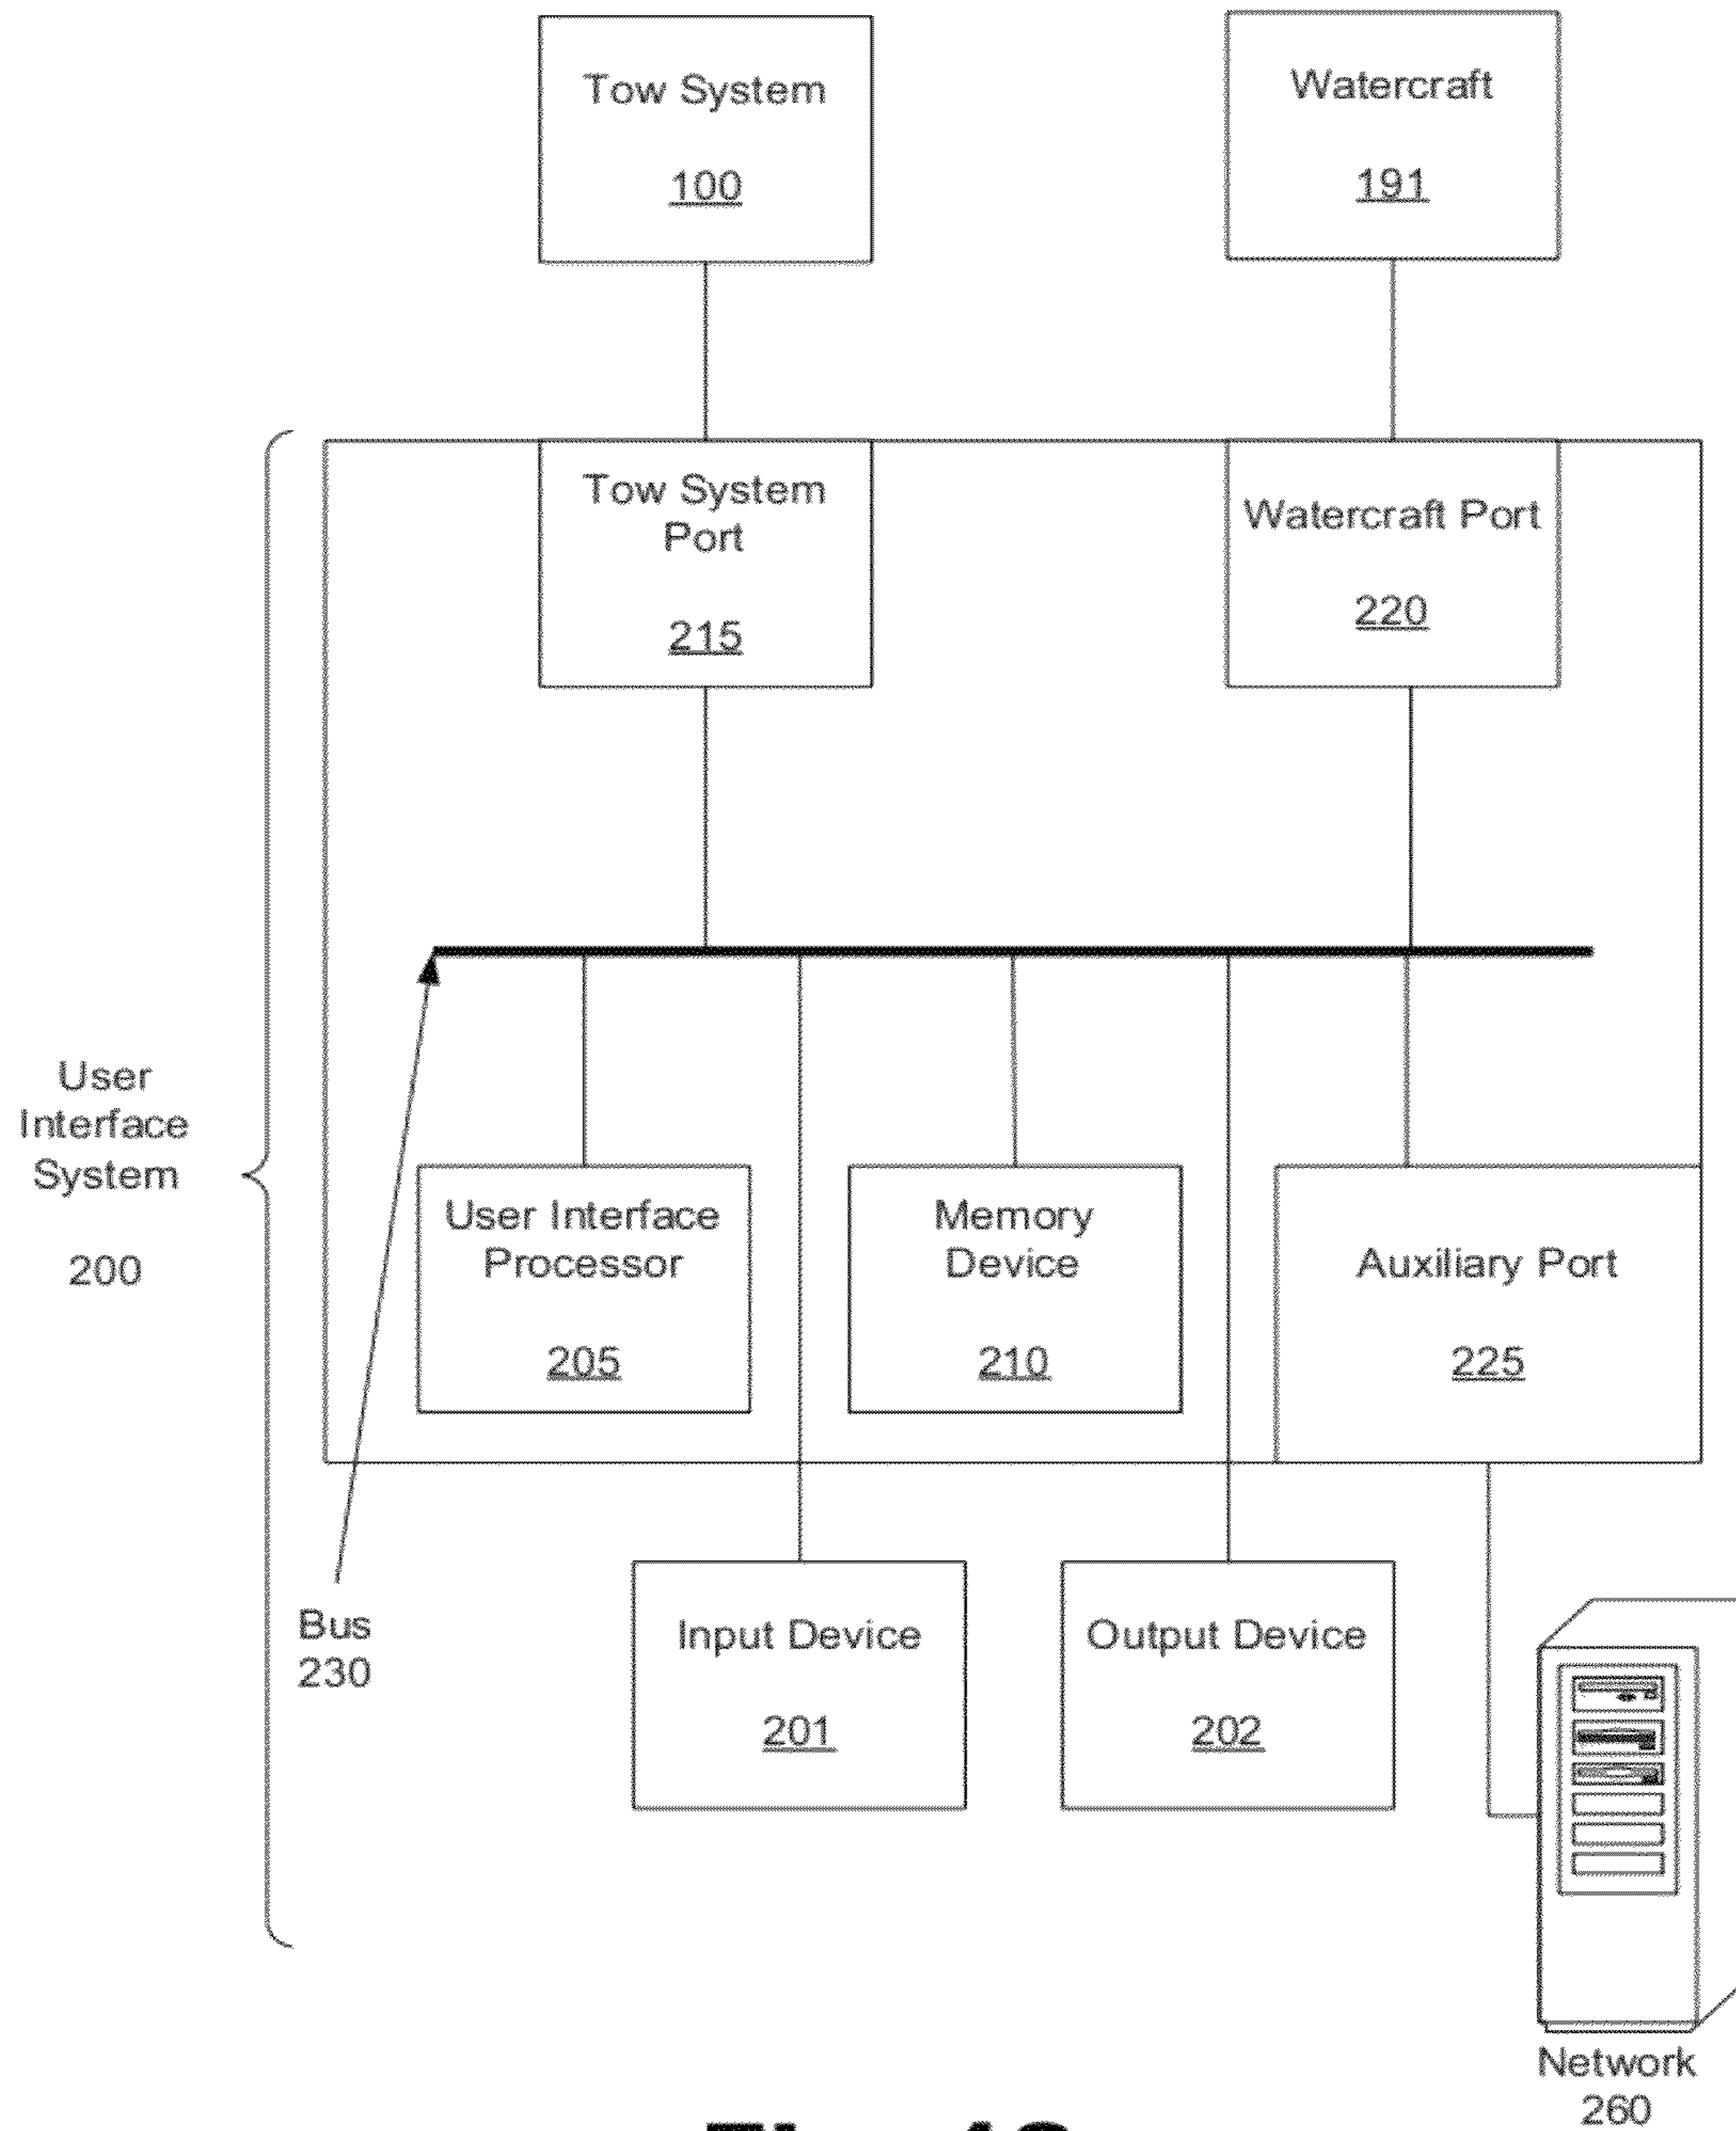 Tow System
100
Watercraft
191
Tow System
Port
215
Watercraft Port
220
User
Interface
System
200
User Interface
Processor
205
Memory
Device
210
Auxiliary Port
225
Bus
230
Input Device
201
Output Device
202
Network
260